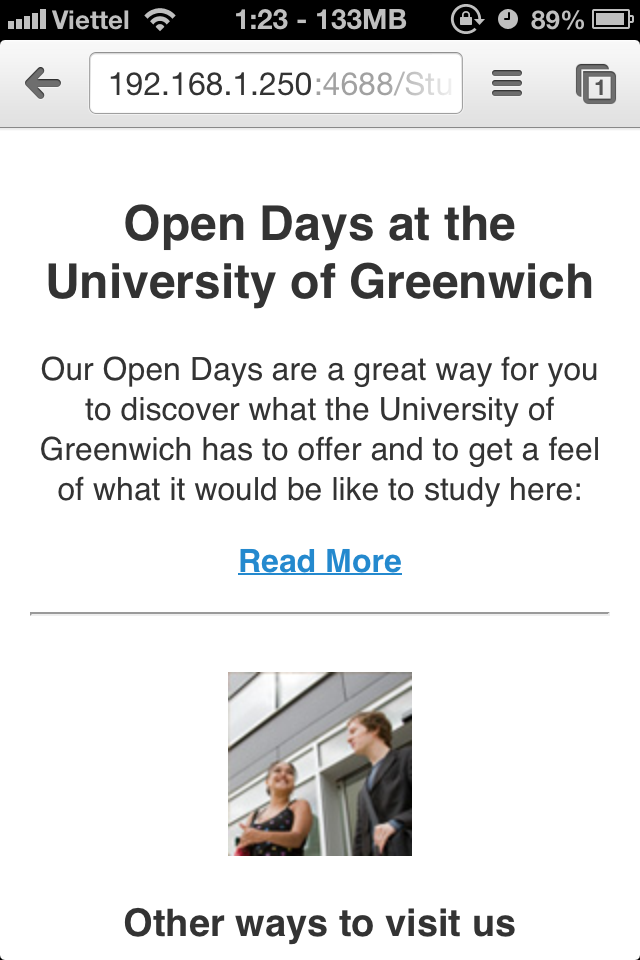 Viettel 1:23 - 133MB 89%
192.168.1.250:4688/Stu
1
Open Days at the
University of Greenwich
Our Open Days are a great way for you
to discover what the University of
Greenwich has to offer and to get a feel
of what it would be like to study here:
Read More
Other ways to visit us